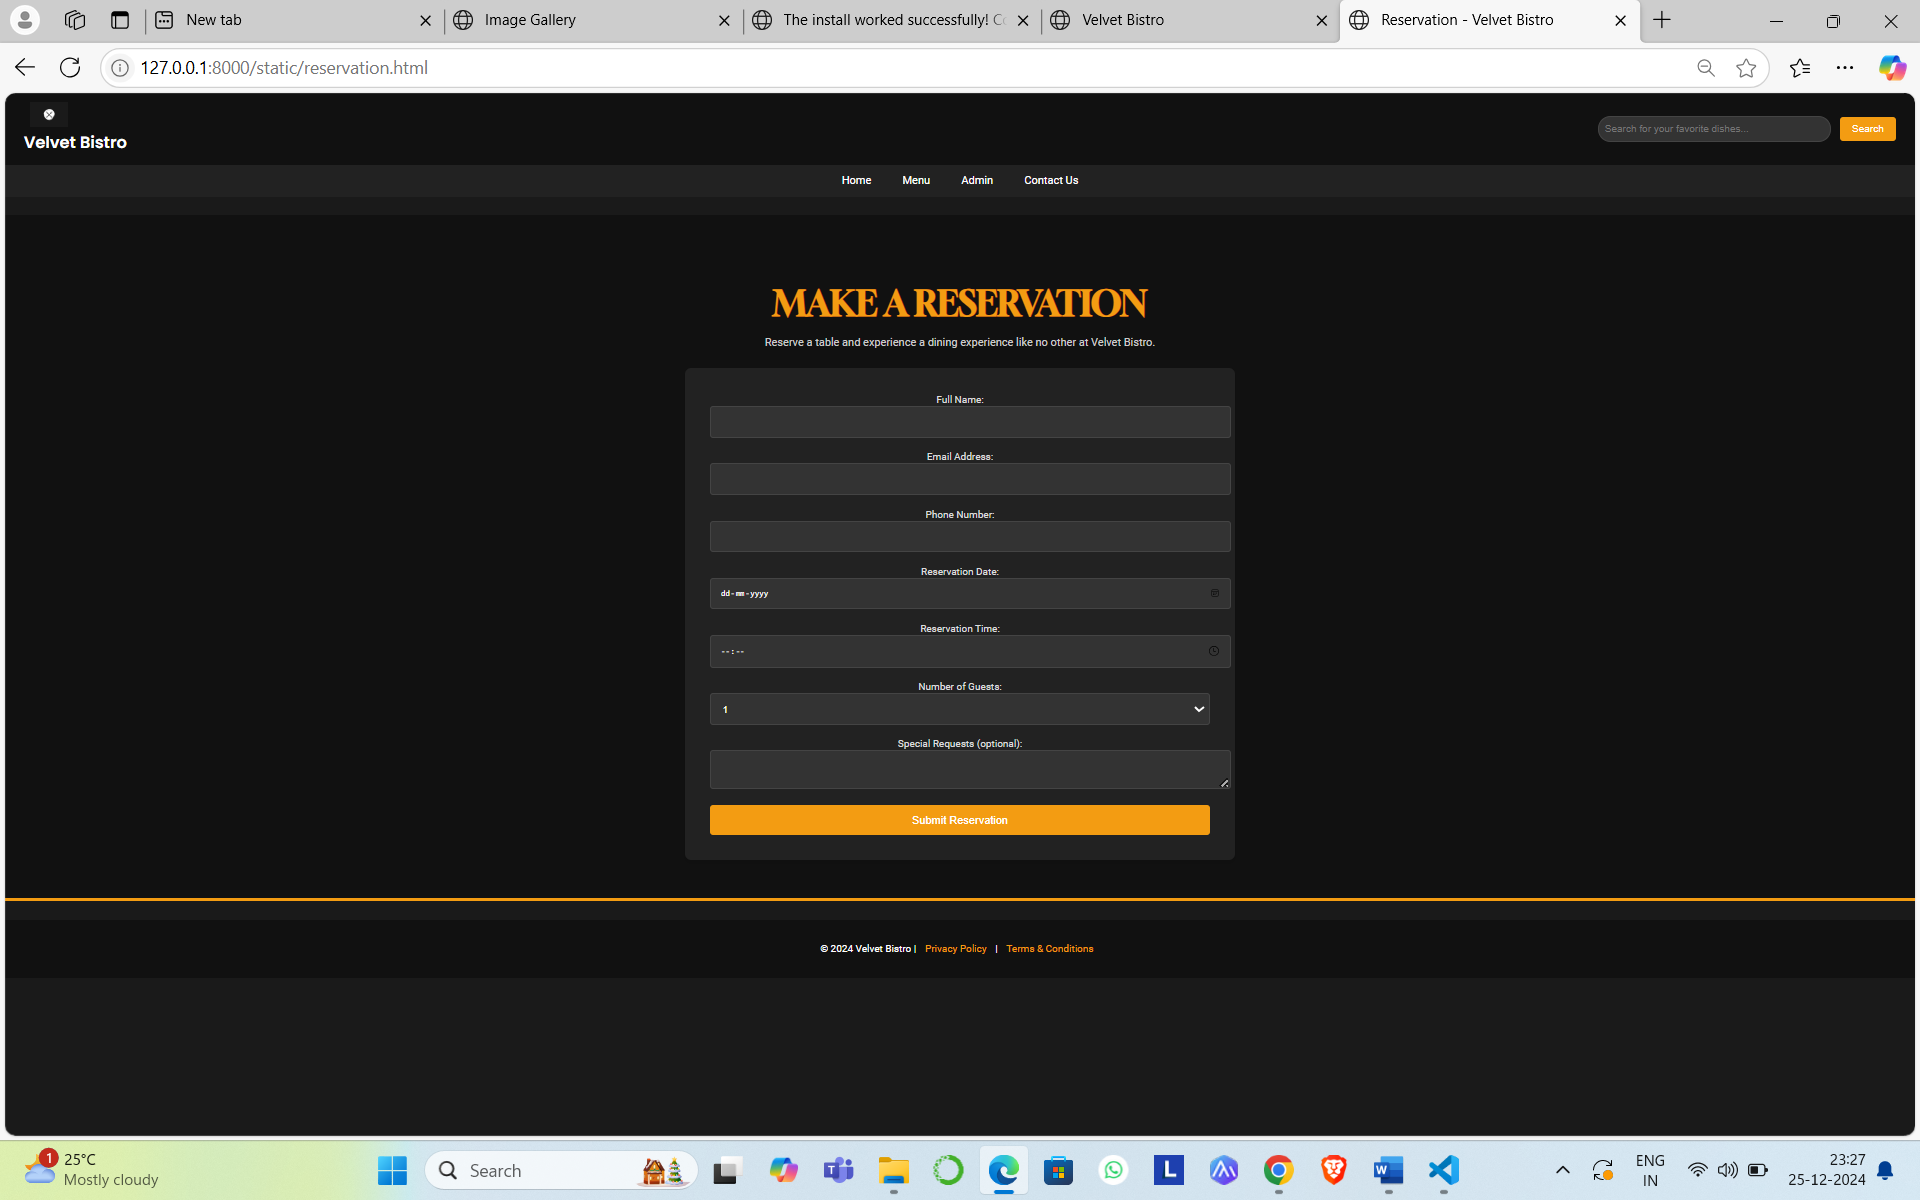 New tab
Image Gallery
The install worked successfully! Co
Velvet Bistro
Reservation - Velvet Bistro
127.0.0.1:8000/static/reservation.html
Velvet Bistro
Search for your favorite dishes...
Search
Home
Menu
Admin
Contact Us
MAKE A RESERVATION
Reserve a table and experience a dining experience like no other at Velvet Bistro.
Full Name:
Email Address:
Phone Number:
Reservation Date:
dd-mm-yyyy
Reservation Time:
--:--
Number of Guests:
1
Special Requests (optional):
Submit Reservation
© 2024 Velvet Bistro | Privacy Policy | Terms & Conditions
1
25°C
Mostly cloudy
Search
L
W
ENG
IN
23:27
25-12-2024